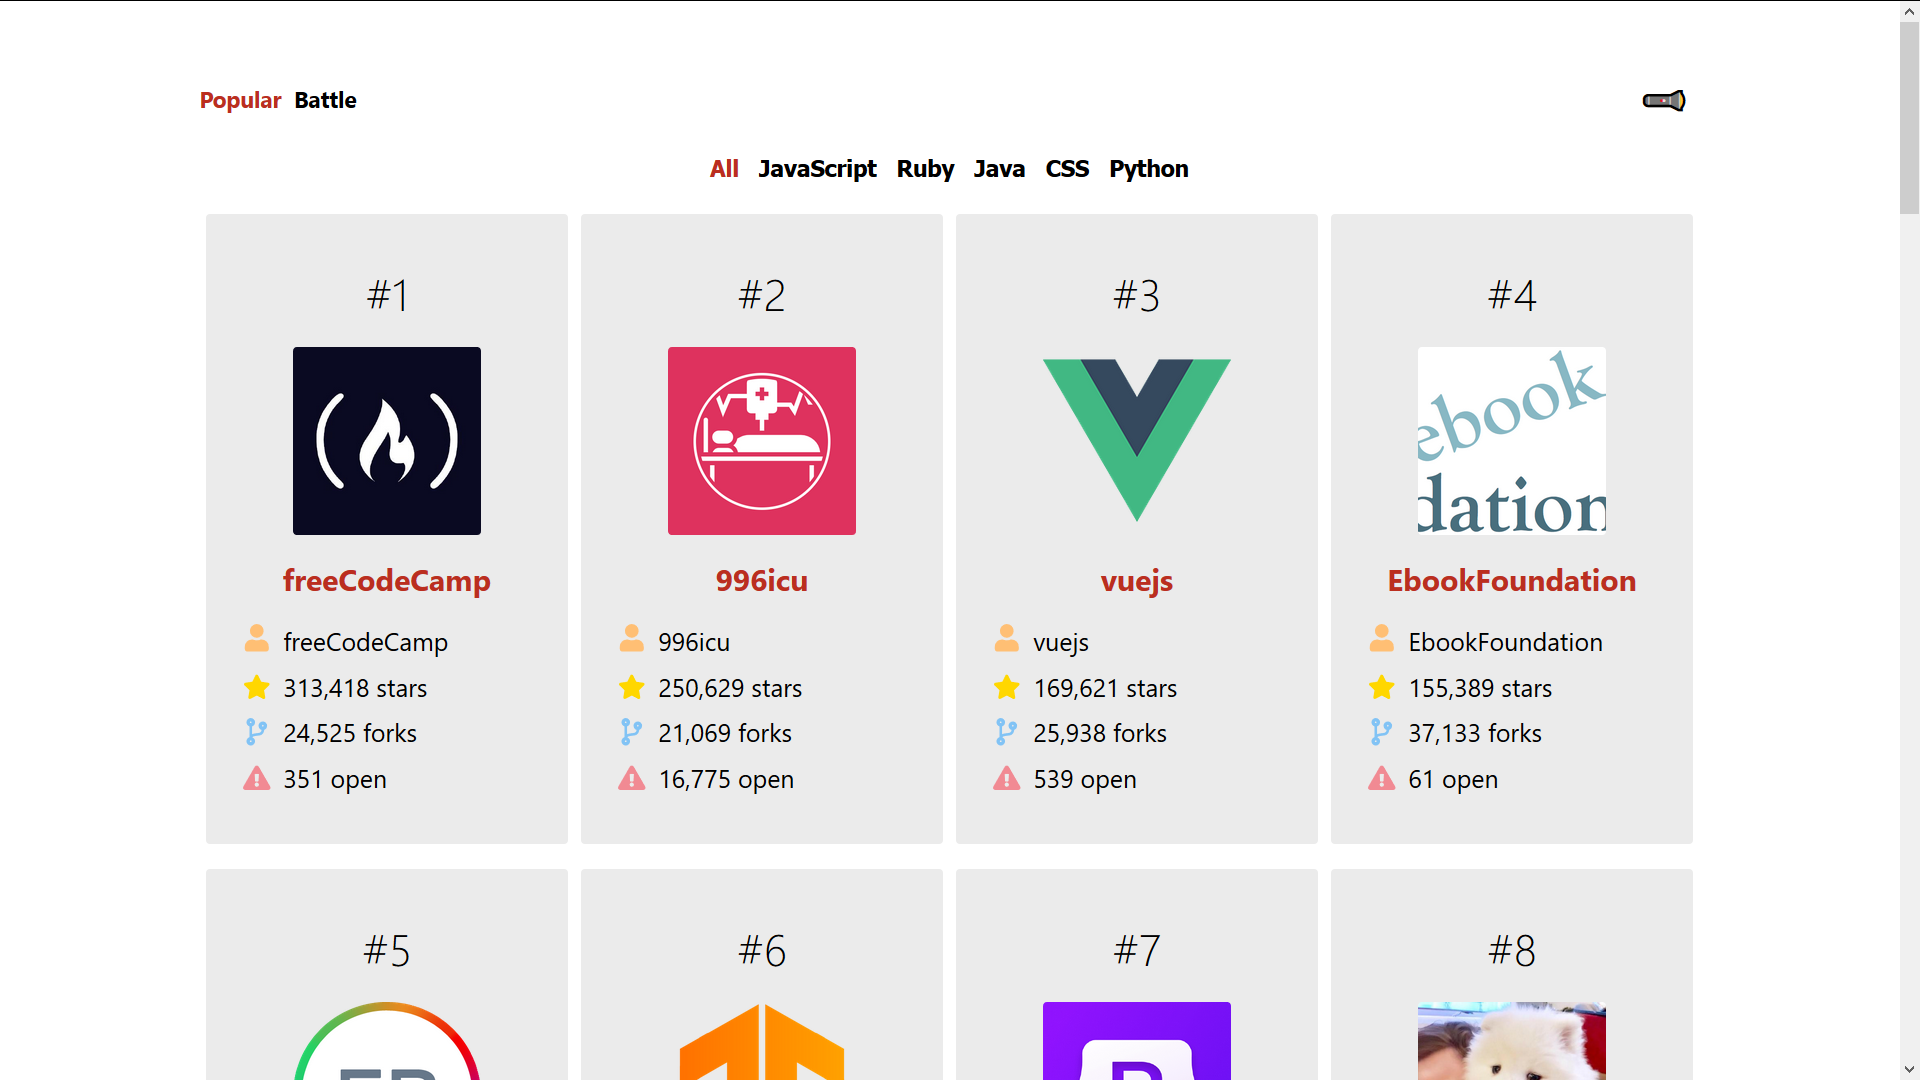 Popular Battle
All JavaScript Ruby Java CSS Python
#1 #2 #3 #4
ebook
dation
freeCodeCamp 996icu vuejs EbookFoundation
freeCodeCamp 996icu vuejs EbookFoundation
313,418 stars 250,629 stars 169,621 stars 155,389 stars
24,525 forks 21,069 forks 25,938 forks 37,133 forks
351 open 16,775 open 539 open 61 open
#5 #6 #7 #8